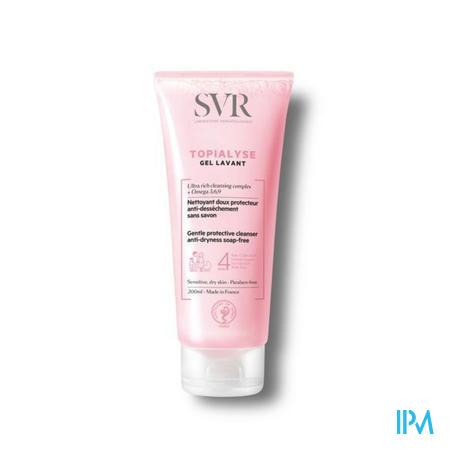 SVR
LABORATOIRE DERMATOLOGIQUE
TOPIALYSE
GEL LAVANT
Ultra rich cleansing complex
+ Omega 3.6.9
Nettoyant doux protecteur
anti-dessèchement
sans savon
Gentle protective cleanser
anti-dryness soap-free
4
Sensitive, dry skin - Paraben-free
200ml - Made in France
IPM